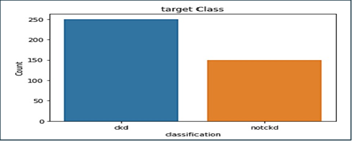 target Class
250
200
150
100
50
0
Count
ckd
notckd
classification